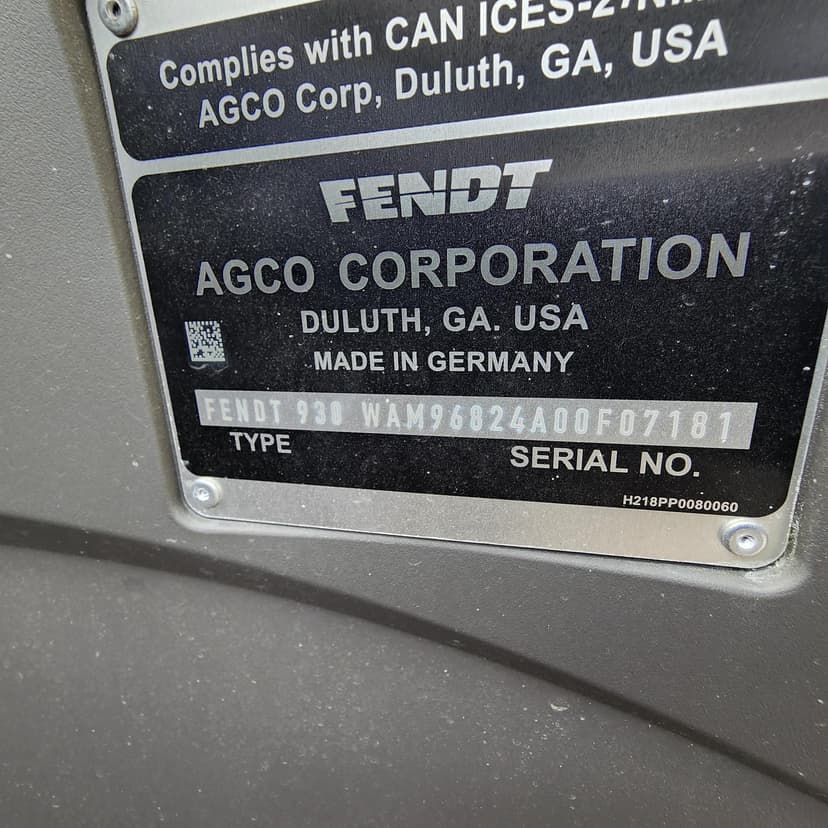 Complies with CAN ICES-2/
AGCO Corp, Duluth, GA, USA
FENDT
AGCO CORPORATION
DULUTH, GA. USA
MADE IN GERMANY
FENDT 930 WAM96824A00F07181
TYPE
SERIAL NO.
H218PP0080060